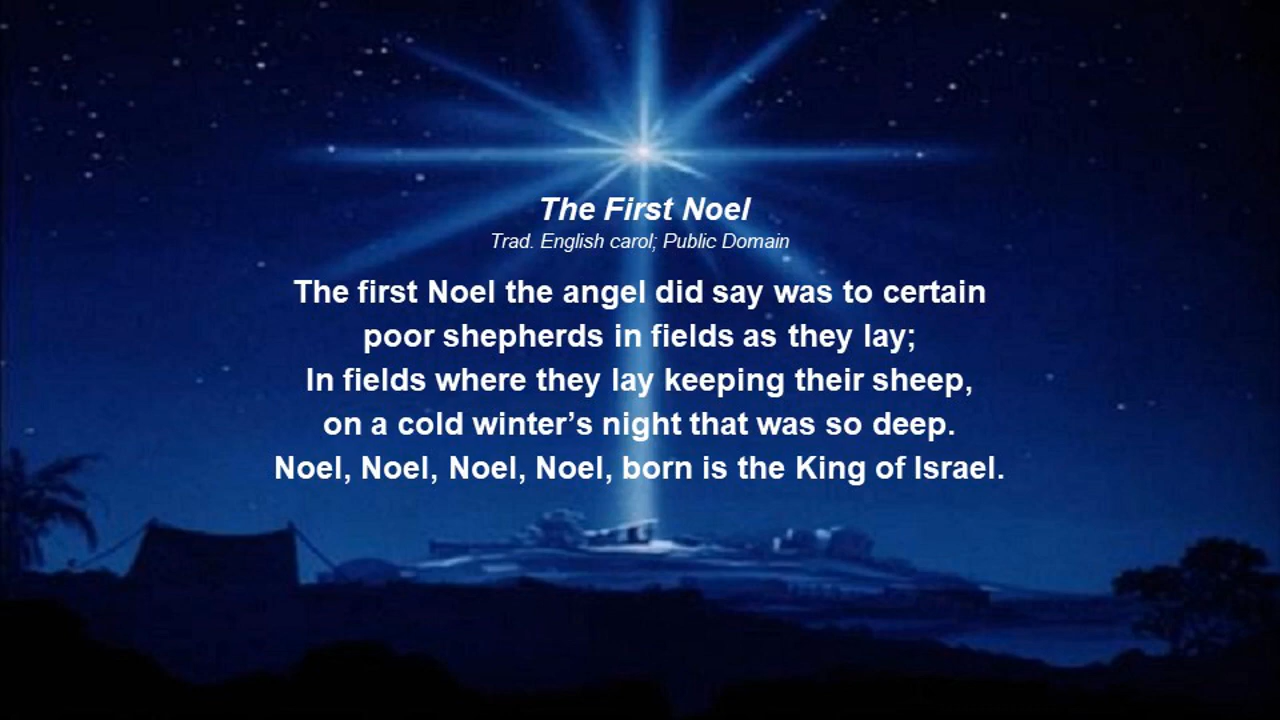 The First Noel
Trad. English carol; Public Domain
The first Noel the angel did say was to certain
poor shepherds in fields as they lay;
In fields where they lay keeping their sheep,
on a cold winter’s night that was so deep.
Noel, Noel, Noel, Noel, born is the King of Israel.